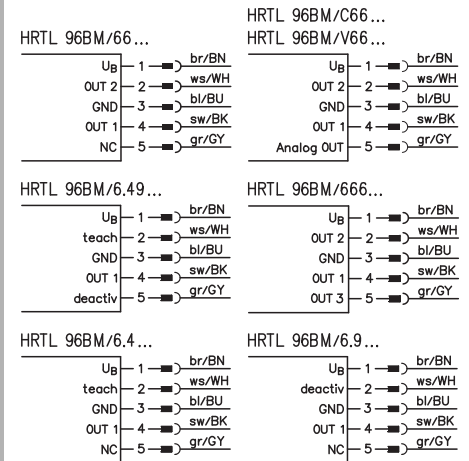 HRTL 96BM/66...
UB 1 br/BN
OUT 2 2 ws/WH
GND 3 bl/BU
OUT 1 4 sw/BK
NC 5 gr/GY
HRTL 96BM/C66...
HRTL 96BM/V66...
UB 1 br/BN
OUT 2 2 ws/WH
GND 3 bl/BU
OUT 1 4 sw/BK
Analog OUT 5 gr/GY
HRTL 96BM/6.49...
UB 1 br/BN
teach 2 ws/WH
GND 3 bl/BU
OUT 1 4 sw/BK
deactiv 5 gr/GY
HRTL 96BM/666...
UB 1 br/BN
OUT 2 2 ws/WH
GND 3 bl/BU
OUT 1 4 sw/BK
OUT 3 5 gr/GY
HRTL 96BM/6.4...
UB 1 br/BN
teach 2 ws/WH
GND 3 bl/BU
OUT 1 4 sw/BK
NC 5 gr/GY
HRTL 96BM/6.9...
UB 1 br/BN
deactiv 2 ws/WH
GND 3 bl/BU
OUT 1 4 sw/BK
NC 5 gr/GY